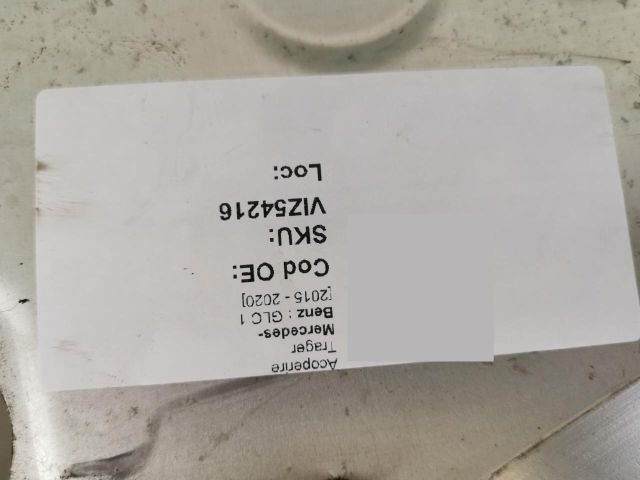 Acoperire
Trager
Mercedes-
Benz : GLC 1
[2015 - 2020]
Cod OE:
SKU:
VIZ54216
Loc: